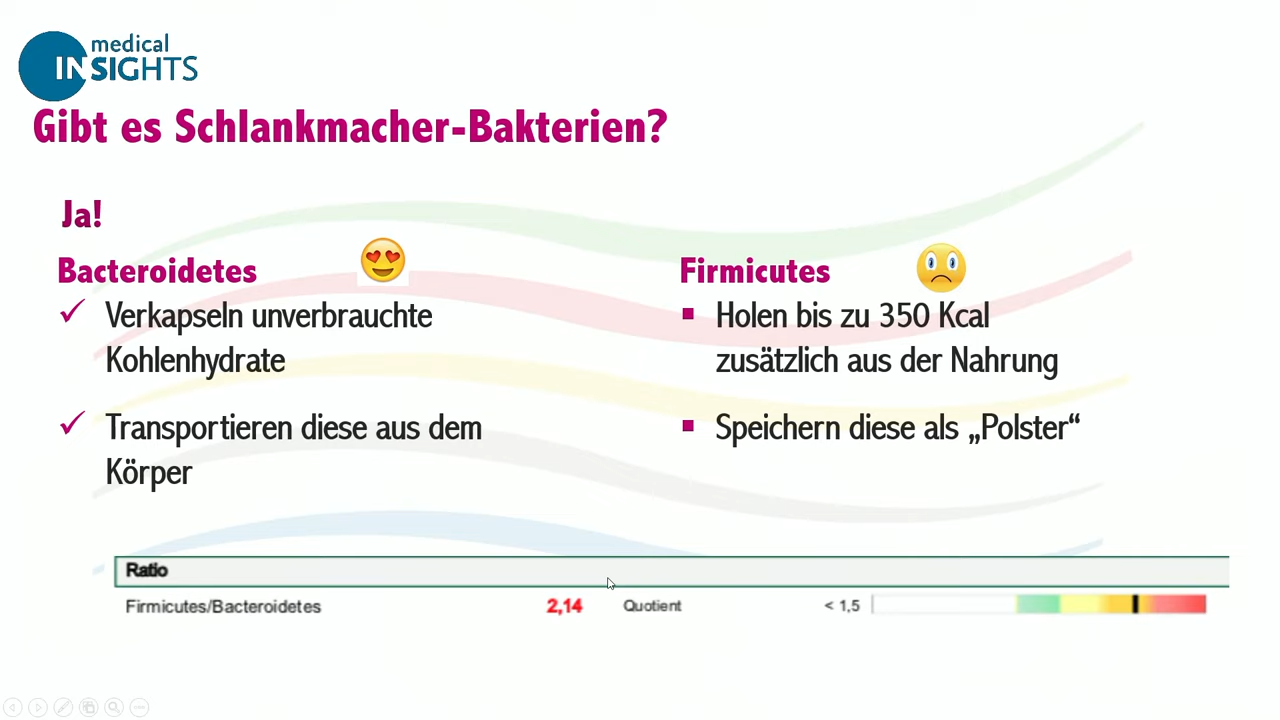 medical
INSIGHTS
Gibt es Schlankmacher-Bakterien?
Ja!
Bacteroidetes
Verkapseln unverbrauchte
Kohlenhydrate
Transportieren diese aus dem
Körper
Firmicutes
Holen bis zu 350 Kcal
zusätzlich aus der Nahrung
Speichern diese als „Polster“
Ratio
Firmicutes/Bacteroidetes 2,14 Quotient < 1,5